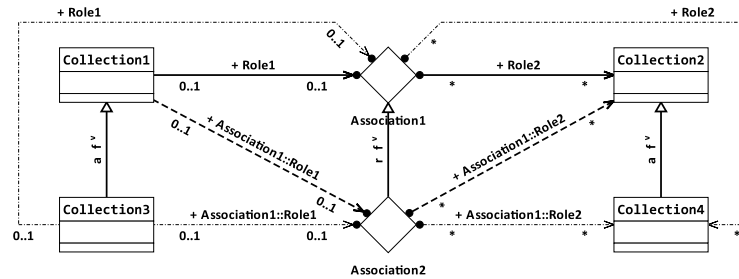 + Role1
+ Role2
0..1
*
Collection1
+ Role1
+ Role2
Collection2
0..1
0..1
*
*
Association1
0..1
+ Association1::Role1
+ Association1::Role2
*
a f v
r f v
a f v
0..1
*
Collection3
+ Association1::Role1
+ Association1::Role2
Collection4
0..1
0..1
0..1
*
*
*
Association2